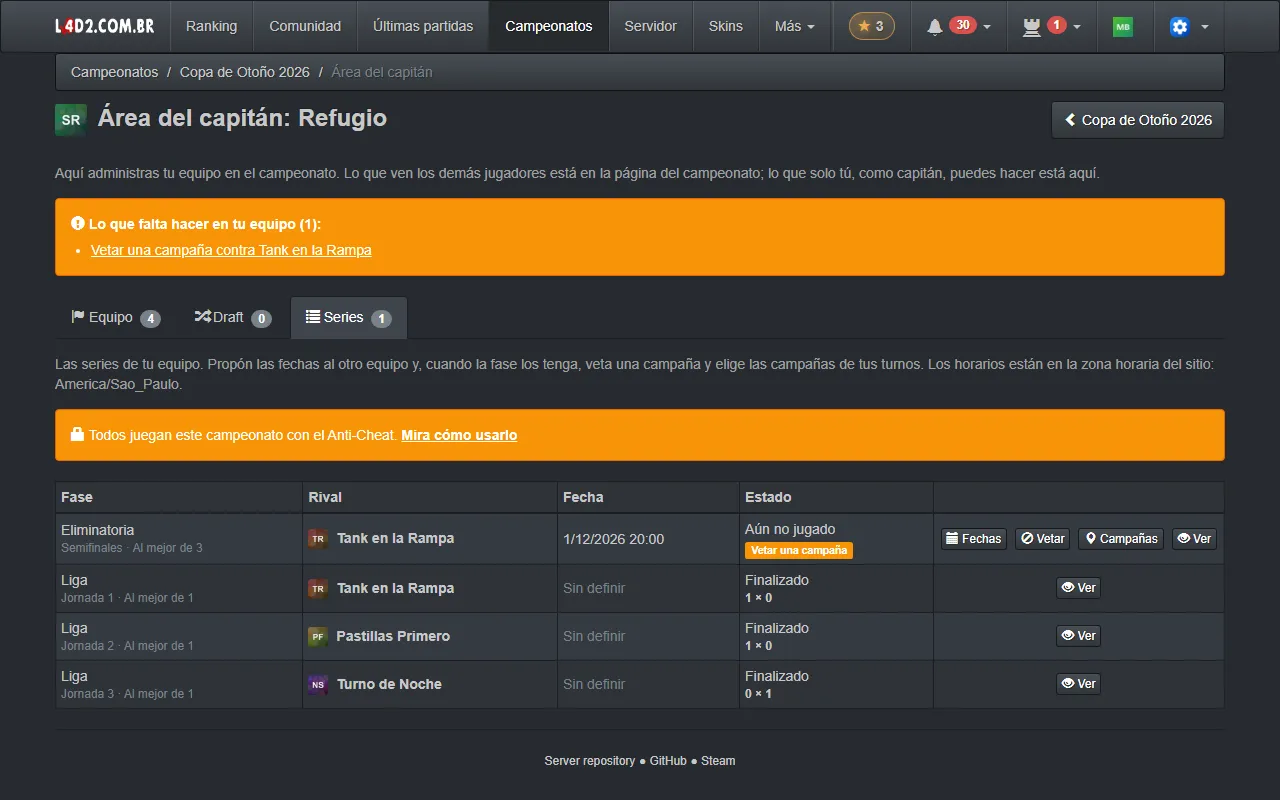 L4D2.COM.BR Ranking Comunidad Últimas partidas Campeonatos Servidor Skins Más 3 30 1 MB
Campeonatos / Copa de Otoño 2026 / Área del capitán
SR Área del capitán: Refugio
Copa de Otoño 2026
Aquí administras tu equipo en el campeonato. Lo que ven los demás jugadores está en la página del campeonato; lo que solo tú, como capitán, puedes hacer está aquí.
Lo que falta hacer en tu equipo (1):
• Vetar una campaña contra Tank en la Rampa
Equipo 4 Draft 0 Series 1
Las series de tu equipo. Propón las fechas al otro equipo y, cuando la fase los tenga, veta una campaña y elige las campañas de tus turnos. Los horarios están en la zona horaria del sitio:
America/Sao_Paulo.
Todos juegan este campeonato con el Anti-Cheat. Mira cómo usarlo
Fase Rival Fecha Estado
Eliminatoria
Semifinales · Al mejor de 3
TR Tank en la Rampa
1/12/2026 20:00
Aún no jugado
Vetar una campaña
Fechas Vetar Campañas Ver
Liga
Jornada 1 · Al mejor de 1
TR Tank en la Rampa
Sin definir
Finalizado
1 × 0
Ver
Liga
Jornada 2 · Al mejor de 1
PF Pastillas Primero
Sin definir
Finalizado
1 × 0
Ver
Liga
Jornada 3 · Al mejor de 1
NS Turno de Noche
Sin definir
Finalizado
0 × 1
Ver
Server repository ● GitHub ● Steam